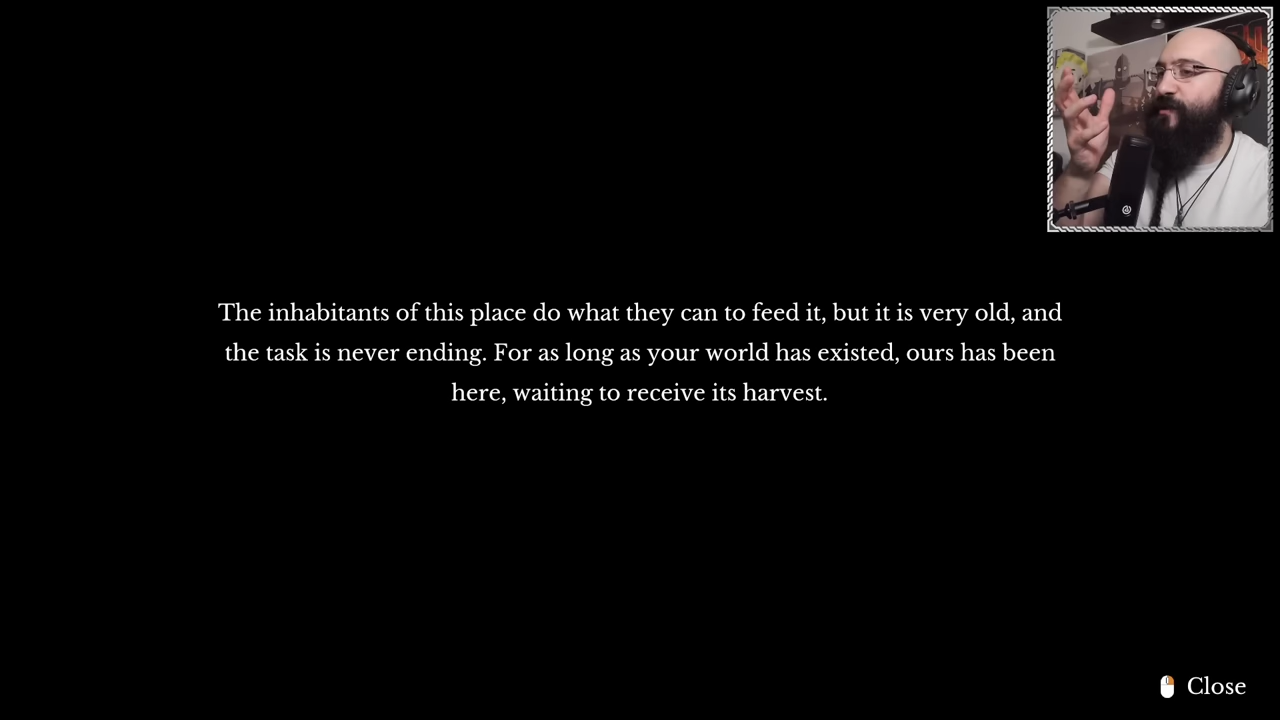 The inhabitants of this place do what they can to feed it, but it is very old, and
the task is never ending. For as long as your world has existed, ours has been
here, waiting to receive its harvest.
Close